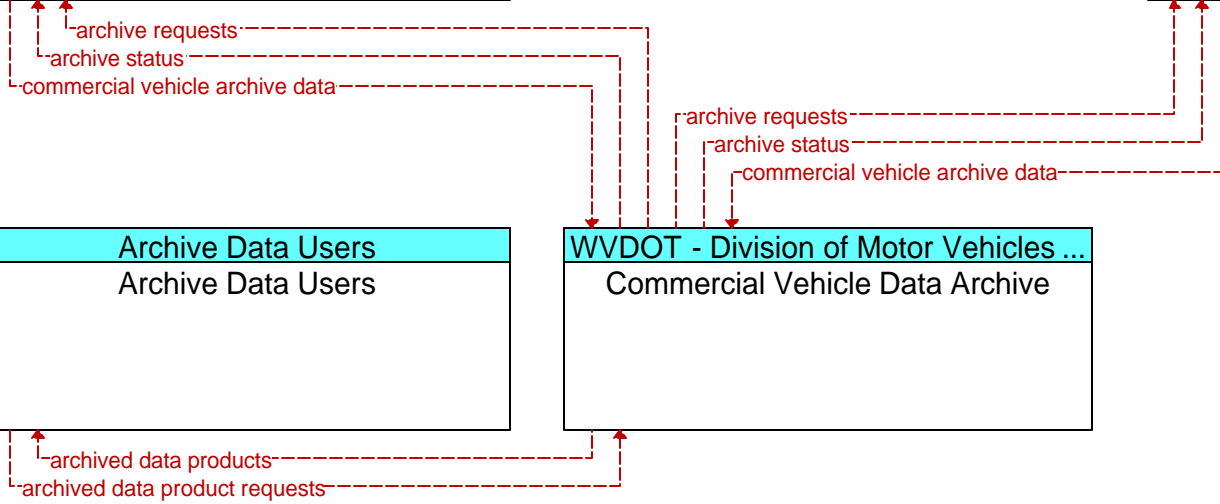 archive requests
archive status
commercial vehicle archive data
archive requests
archive status
commercial vehicle archive data
Archive Data Users
Archive Data Users
WVDOT - Division of Motor Vehicles ...
Commercial Vehicle Data Archive
archived data products
archived data product requests